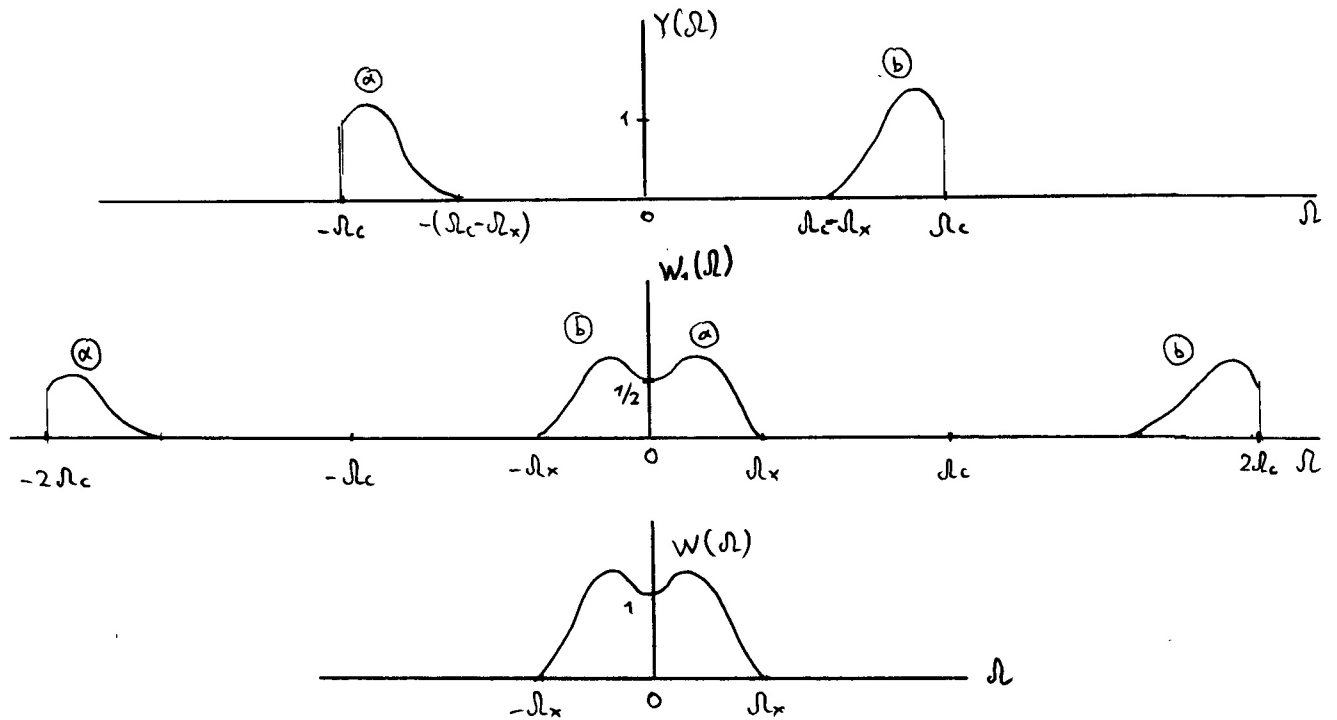 Y(Ω)
ⓐ ⓑ
1
-Ωc -(Ωc-Ωx) 0 Ωc-Ωx Ωc Ω
W₁(Ω)
ⓐ ⓑ ⓐ ⓑ
1/2
-2Ωc -Ωc -Ωx 0 Ωx Ωc 2Ωc Ω
W(Ω)
1
-Ωx 0 Ωx Ω